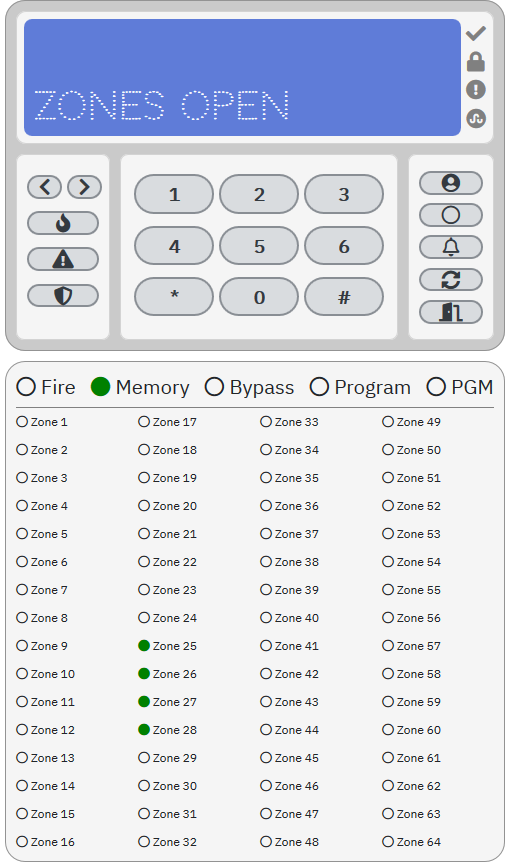 ZONES OPEN
1 2 3
4 5 6
* 0 #
Fire Memory Bypass Program PGM
Zone 1 Zone 17 Zone 33 Zone 49
Zone 2 Zone 18 Zone 34 Zone 50
Zone 3 Zone 19 Zone 35 Zone 51
Zone 4 Zone 20 Zone 36 Zone 52
Zone 5 Zone 21 Zone 37 Zone 53
Zone 6 Zone 22 Zone 38 Zone 54
Zone 7 Zone 23 Zone 39 Zone 55
Zone 8 Zone 24 Zone 40 Zone 56
Zone 9 Zone 25 Zone 41 Zone 57
Zone 10 Zone 26 Zone 42 Zone 58
Zone 11 Zone 27 Zone 43 Zone 59
Zone 12 Zone 28 Zone 44 Zone 60
Zone 13 Zone 29 Zone 45 Zone 61
Zone 14 Zone 30 Zone 46 Zone 62
Zone 15 Zone 31 Zone 47 Zone 63
Zone 16 Zone 32 Zone 48 Zone 64